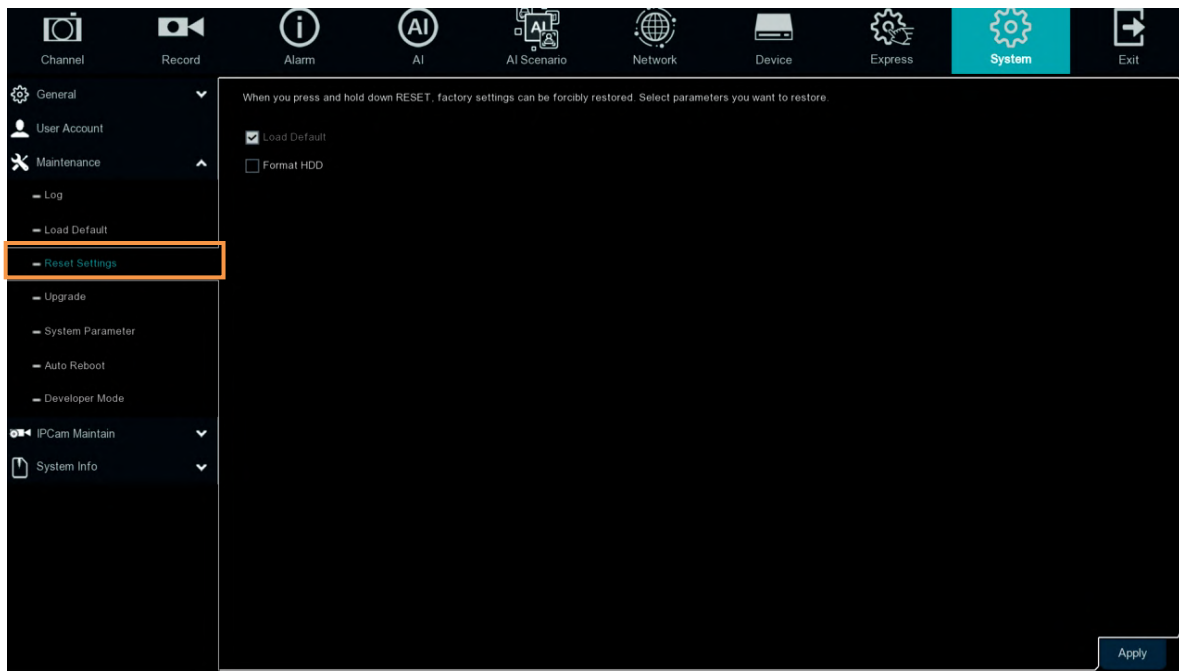 Channel
Record
Alarm
AI
AI
AI
AI Scenario
Network
Device
Express
System
Exit
General
User Account
Maintenance
Log
Load Default
Reset Settings
Upgrade
System Parameter
Auto Reboot
Developer Mode
IPCam Maintain
System Info
When you press and hold down RESET, factory settings can be forcibly restored. Select parameters you want to restore.
Load Default
Format HDD
Apply